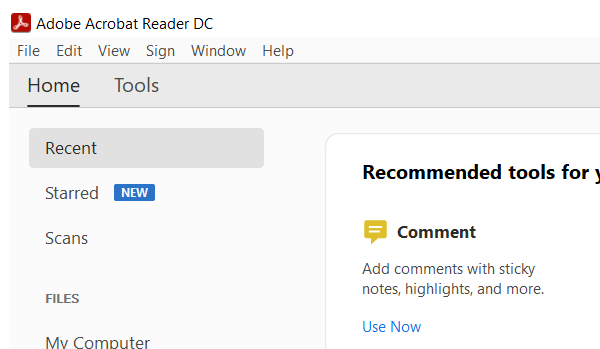 Adobe Acrobat Reader DC
File Edit View Sign Window Help
Home Tools
Recent
Starred NEW
Scans
FILES
My Computer
Recommended tools for
Comment
Add comments with sticky
notes, highlights, and more.
Use Now